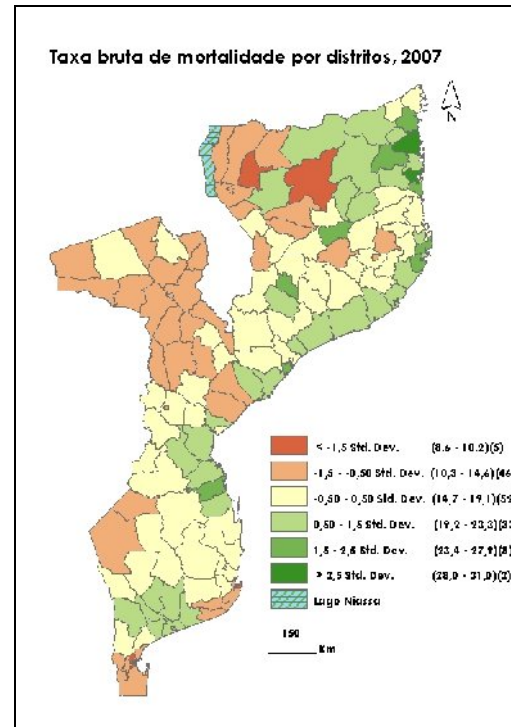 Taxa bruta de mortalidade por distritos, 2007
N
< -1,5 Std. Dev. (8.6 - 10.2)(5)
-1,5 - -0,50 Std. Dev. (10,3 - 14,6)(46
-0,50 - 0,50 Std. Dev. (14,7 - 19,1)(59
0,50 - 1,5 Std. Dev. (19,2 - 23,3)(33
1,5 - 2,5 Std. Dev. (23,4 - 27,9)(8)
> 2,5 Std. Dev. (28,0 - 31,0)(2)
Lago Niassa
150
Km